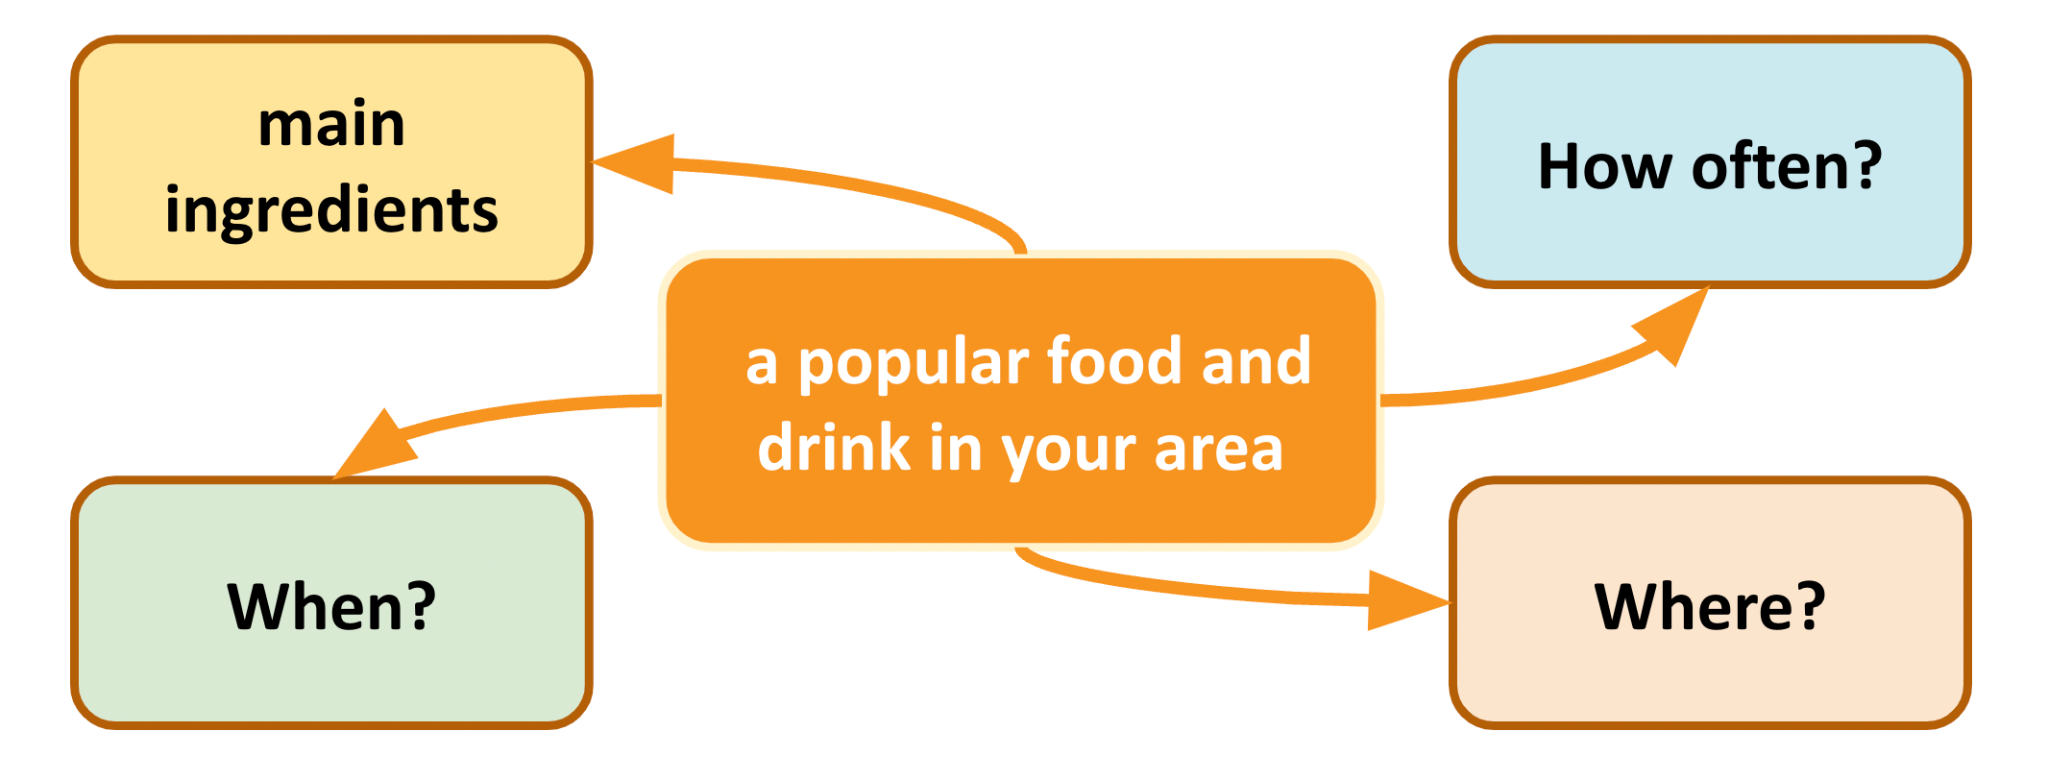 main
ingredients
How often?
a popular food and
drink in your area
When?
Where?